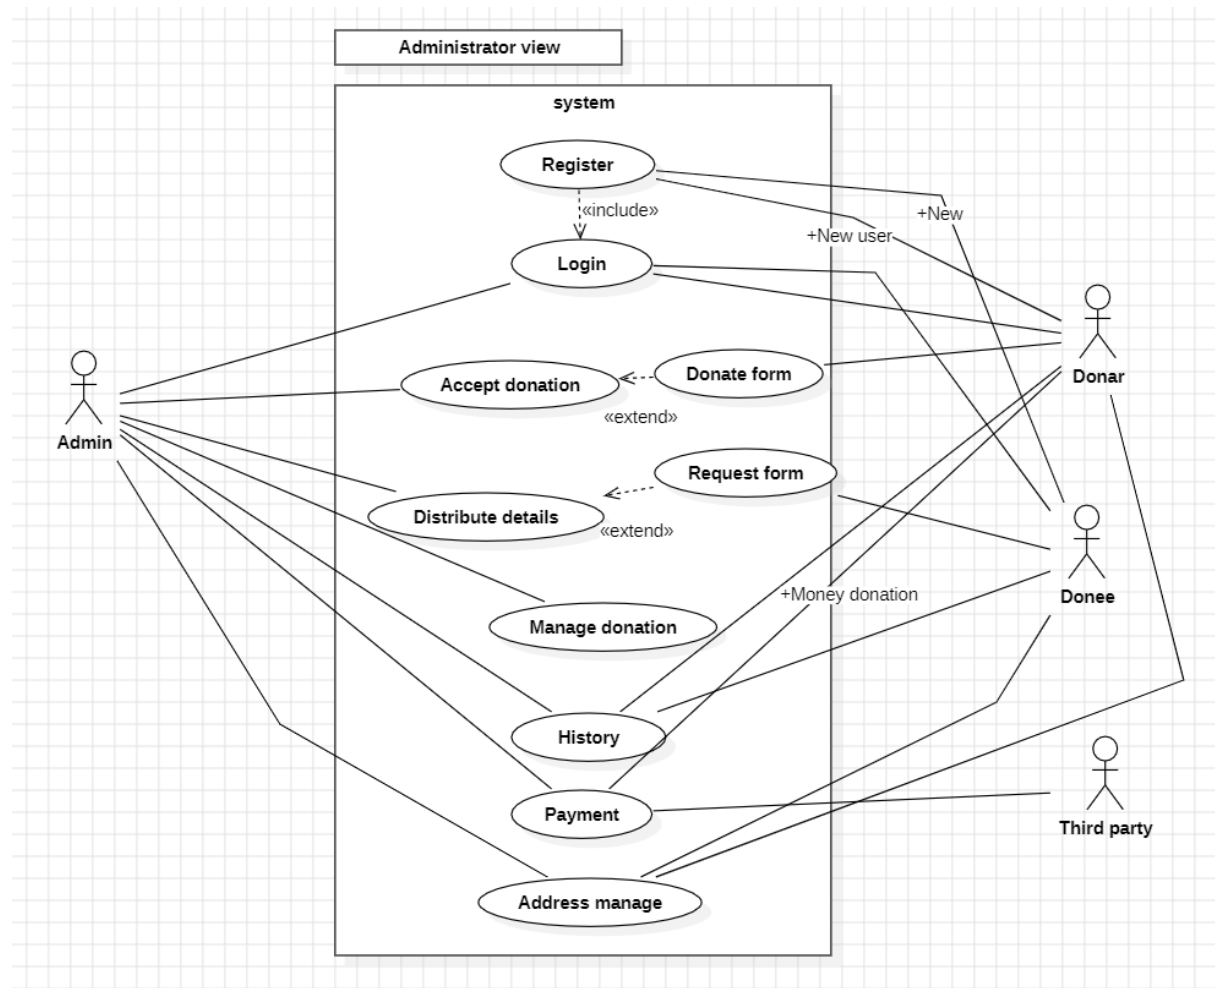 Administrator view
system
Register
«include»
+New
+New user
Login
Donate form
Accept donation
Donar
«extend»
Admin
Request form
Distribute details
«extend»
+Money donation
Donee
Manage donation
History
Payment
Third party
Address manage